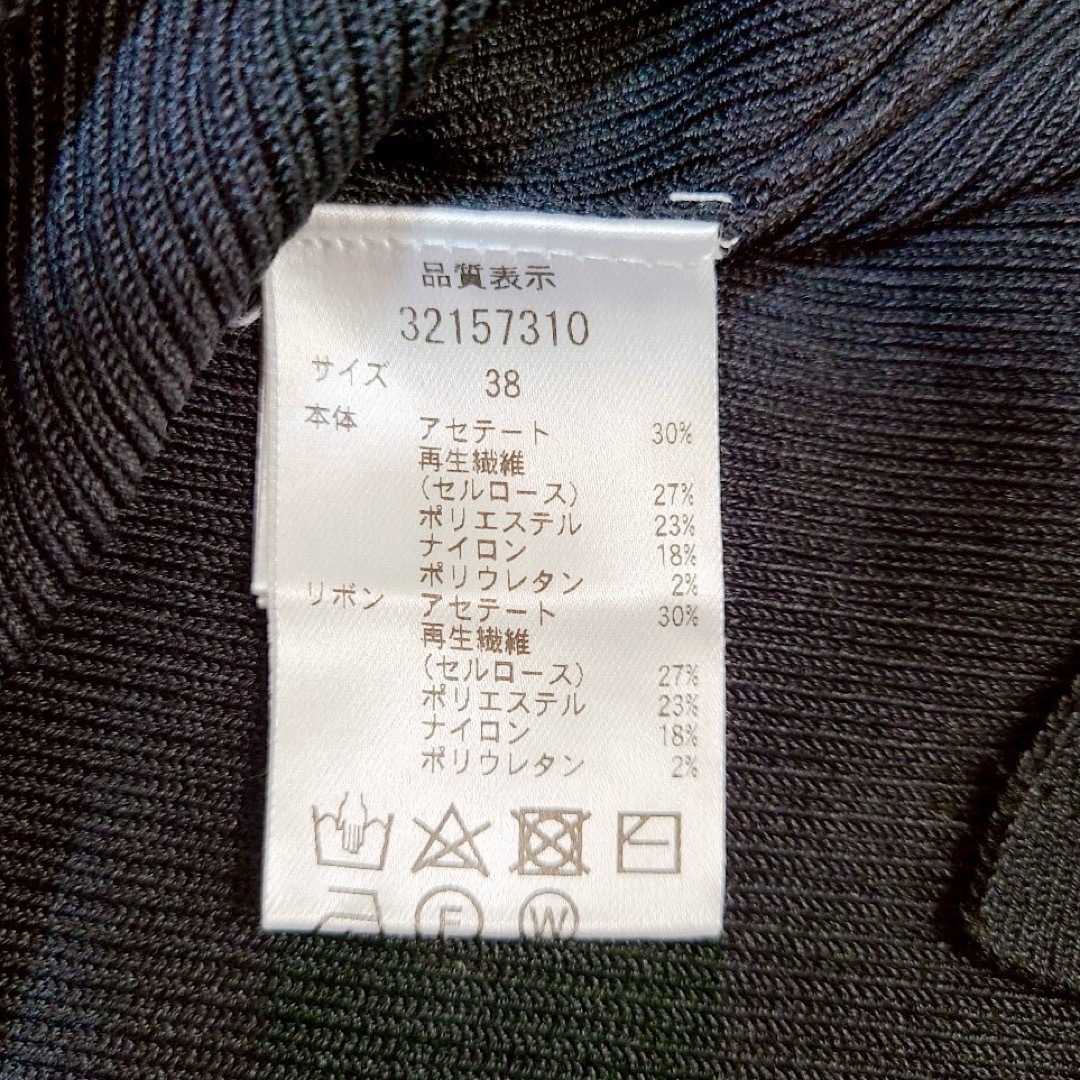 品質表示
32157310
サイズ 38
本体 アセテート 30%
再生繊維
(セルロース) 27%
ポリエステル 23%
ナイロン 18%
ポリウレタン 2%
リボン アセテート 30%
再生繊維
(セルロース) 27%
ポリエステル 23%
ナイロン 18%
ポリウレタン 2%
F W